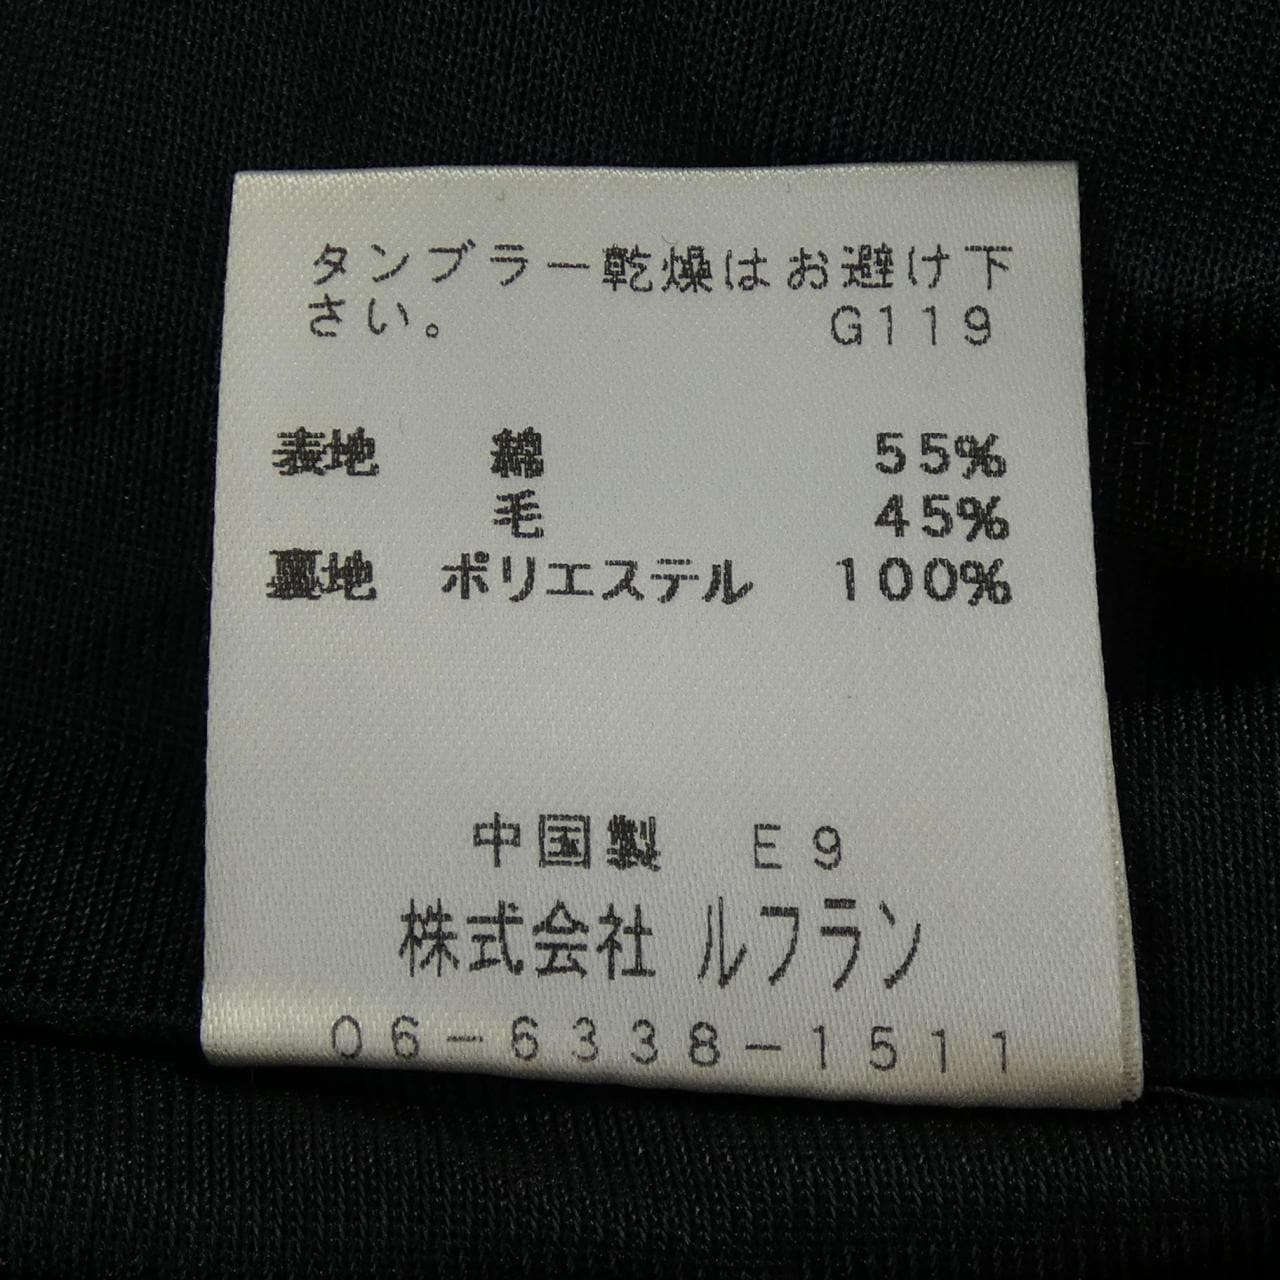 タンブラー乾燥はお避け下
さい。 G119
表地 綿 55%
毛 45%
裏地 ポリエステル 100%
中国製 E9
株式会社 ルフラン
06-6338-1511